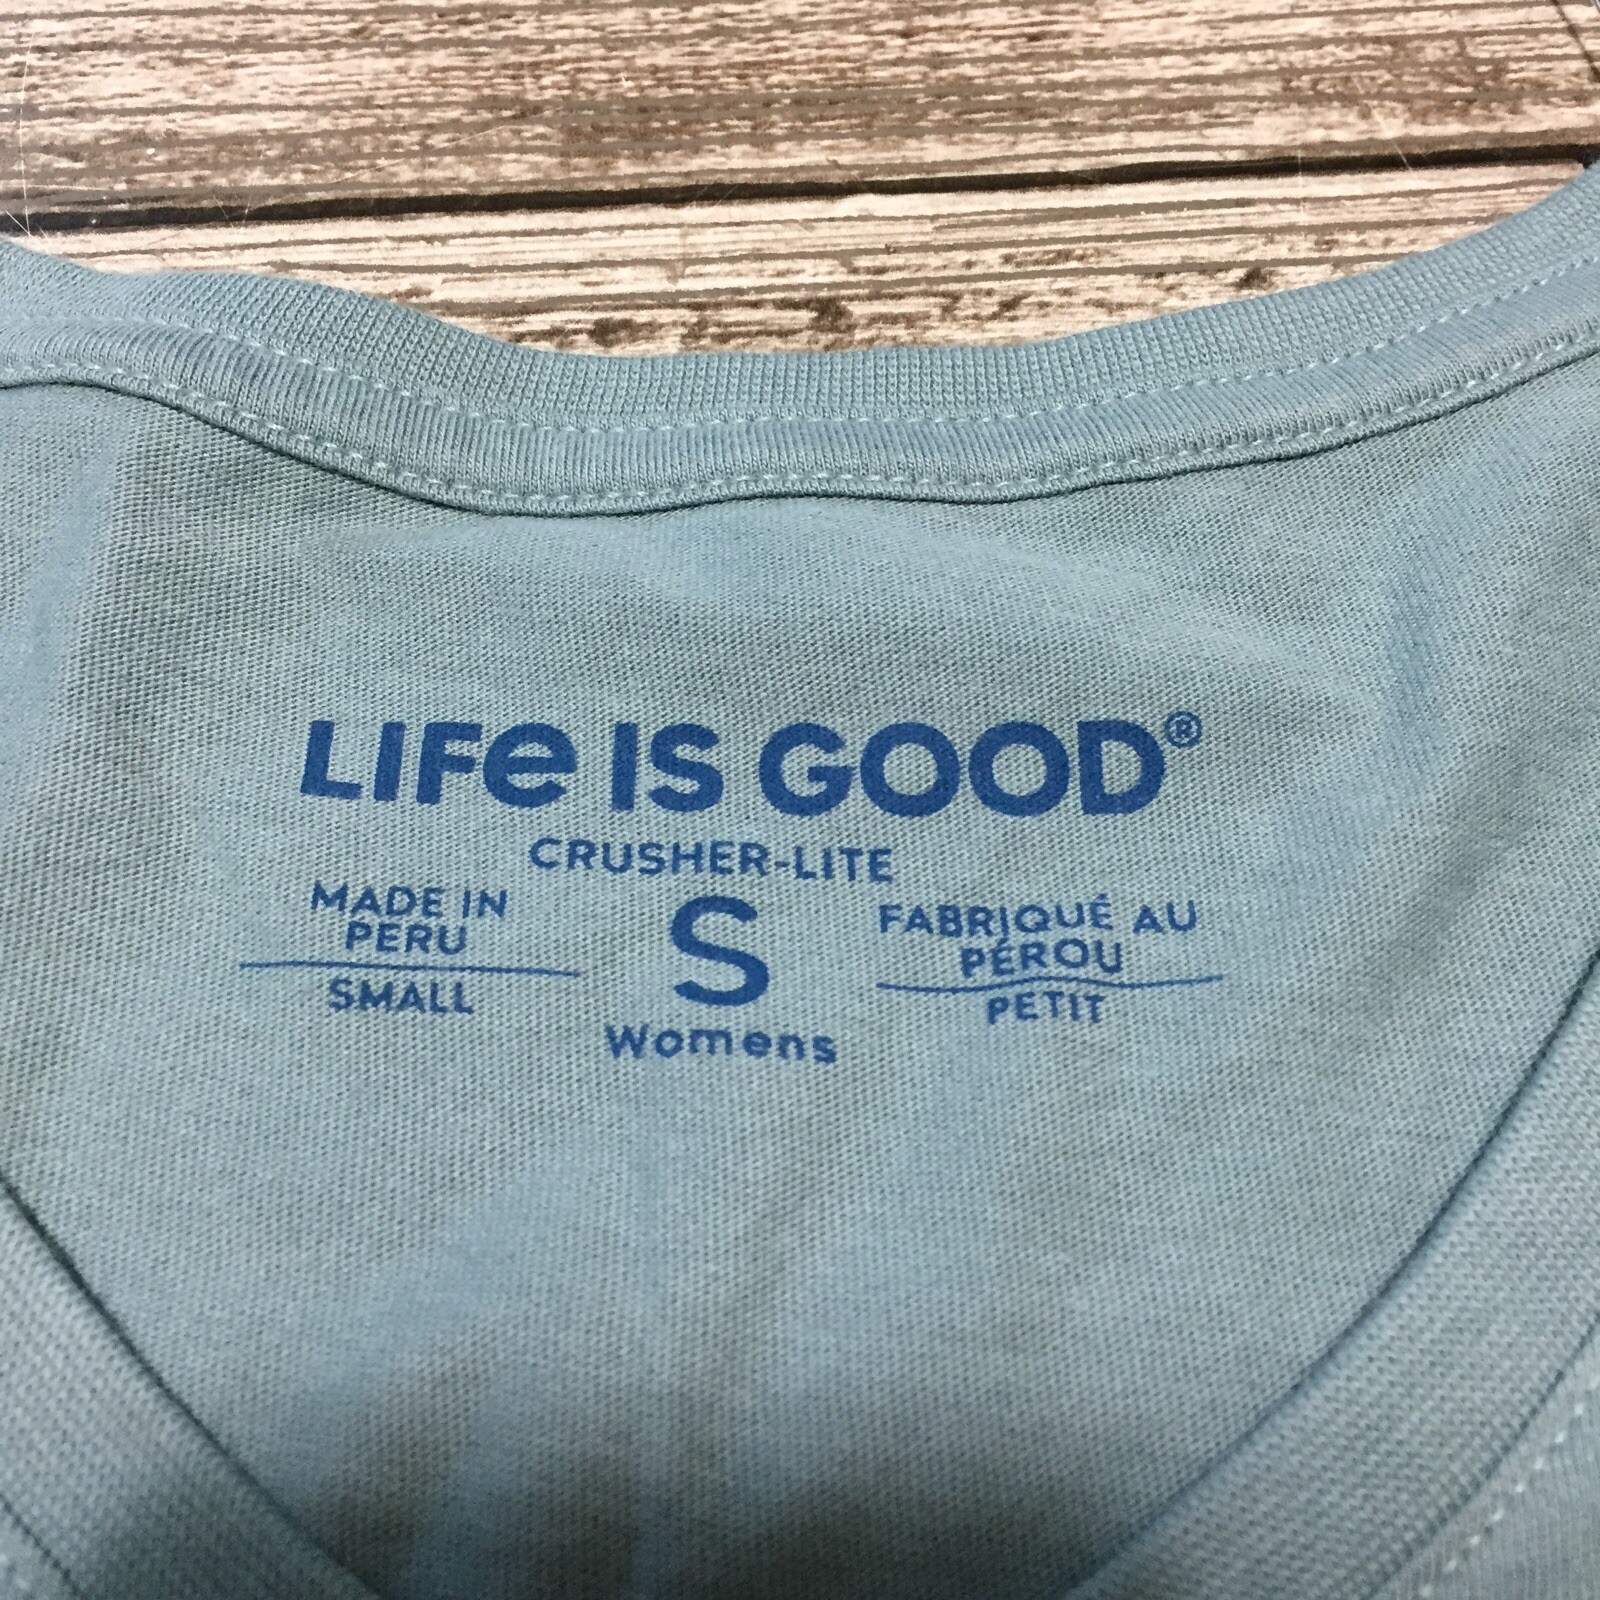 LIFe IS GOOD®
CRUSHER-LITE
MADE IN
PERU
SMALL
S
Womens
FABRIQUÉ AU
PÉROU
PETIT